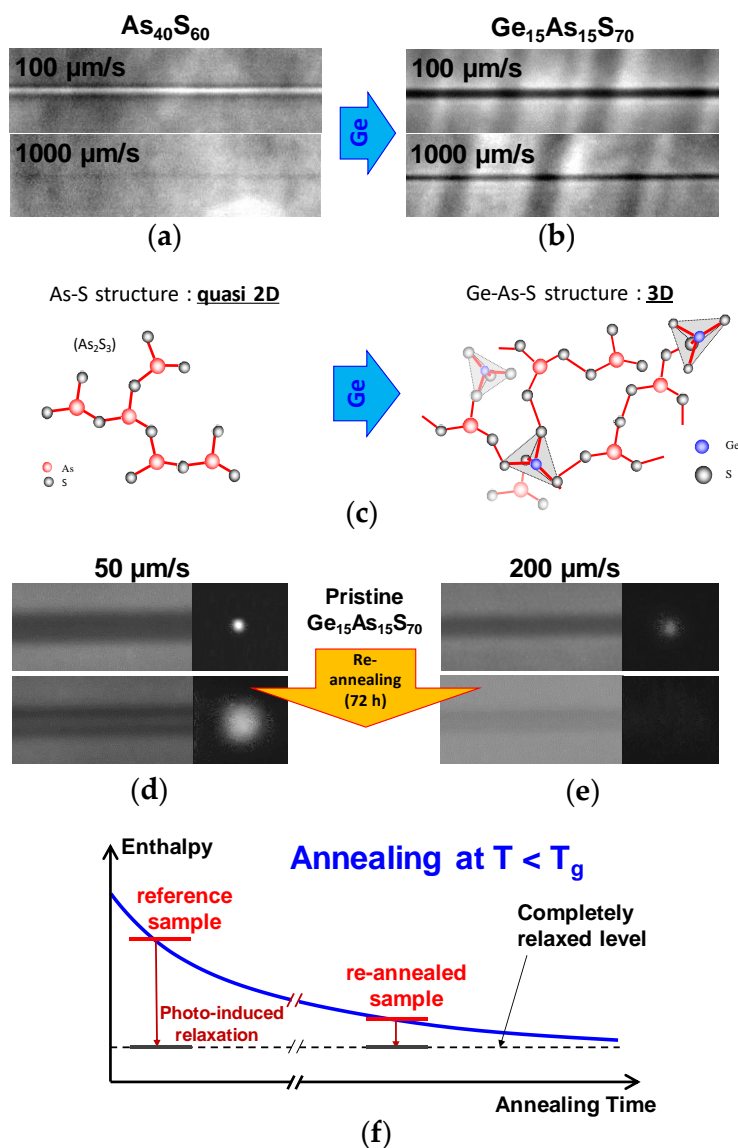 As40S60
Ge15As15S70
100 µm/s
100 µm/s
Ge
1000 µm/s
1000 µm/s
(a)
(b)
As-S structure : quasi 2D
Ge-As-S structure : 3D
(As2S3)
Ge
As
S
Ge
S
(c)
50 µm/s
200 µm/s
Pristine
Ge15As15S70
Re-
annealing
(72 h)
(d)
(e)
Enthalpy
Annealing at T < Tg
reference
sample
Completely
relaxed level
re-annealed
sample
Photo-induced
relaxation
Annealing Time
(f)